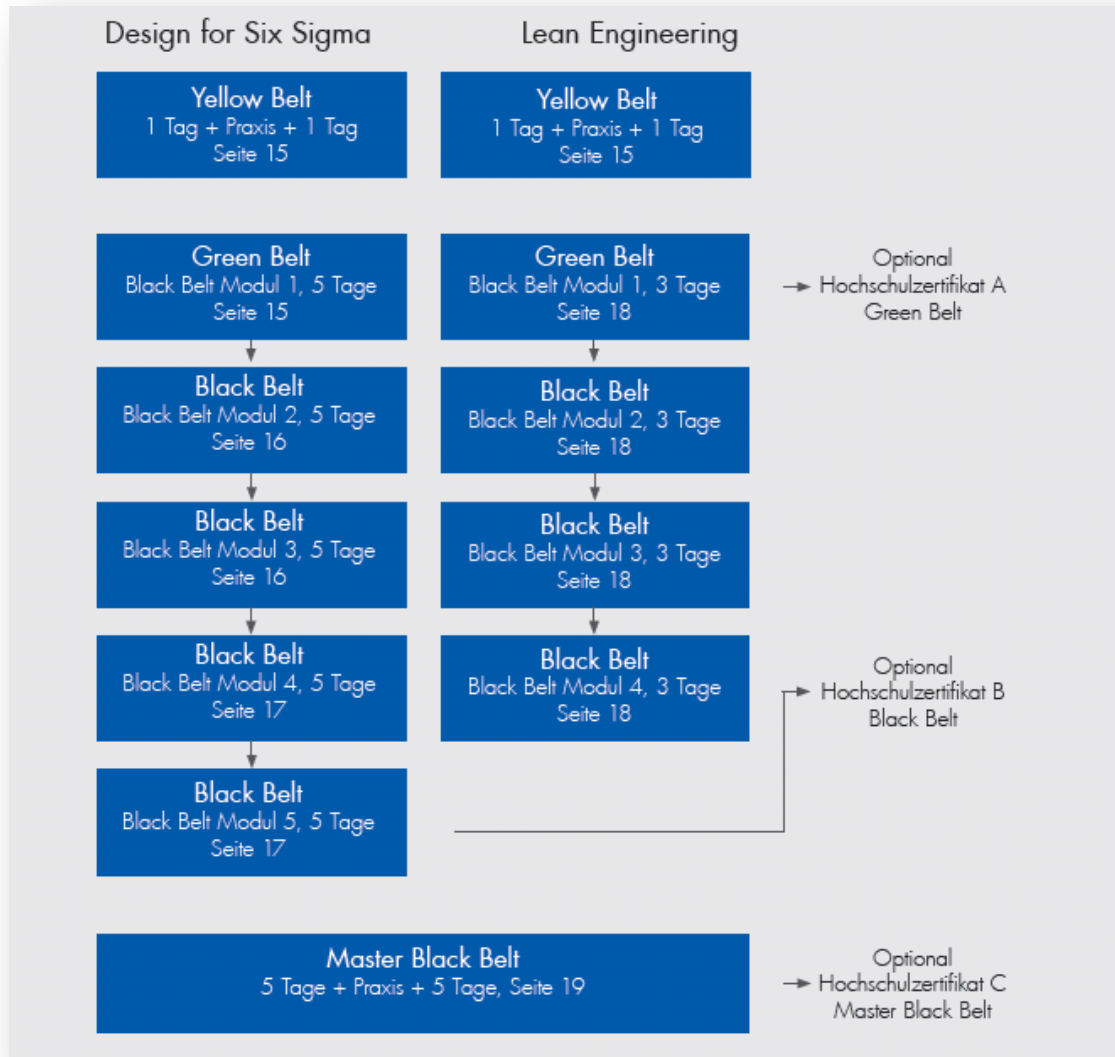 Design for Six Sigma
Lean Engineering
Yellow Belt
1 Tag + Praxis + 1 Tag
Seite 15
Yellow Belt
1 Tag + Praxis + 1 Tag
Seite 15
Green Belt
Black Belt Modul 1, 5 Tage
Seite 15
Green Belt
Black Belt Modul 1, 3 Tage
Seite 18
Optional
Hochschulzertifikat A
Green Belt
Black Belt
Black Belt Modul 2, 5 Tage
Seite 16
Black Belt
Black Belt Modul 2, 3 Tage
Seite 18
Black Belt
Black Belt Modul 3, 5 Tage
Seite 16
Black Belt
Black Belt Modul 3, 3 Tage
Seite 18
Black Belt
Black Belt Modul 4, 5 Tage
Seite 17
Black Belt
Black Belt Modul 4, 3 Tage
Seite 18
Optional
Hochschulzertifikat B
Black Belt
Black Belt
Black Belt Modul 5, 5 Tage
Seite 17
Master Black Belt
5 Tage + Praxis + 5 Tage, Seite 19
Optional
Hochschulzertifikat C
Master Black Belt